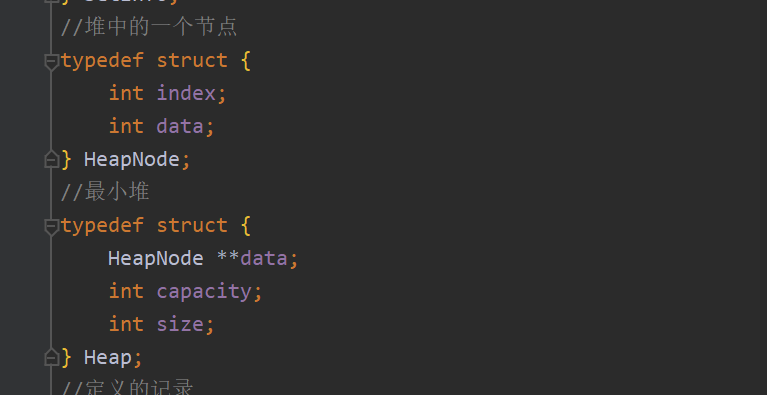 //堆中的一个节点
typedef struct {
    int index;
    int data;
} HeapNode;
//最小堆
typedef struct {
    HeapNode **data;
    int capacity;
    int size;
} Heap;
//定义的记录